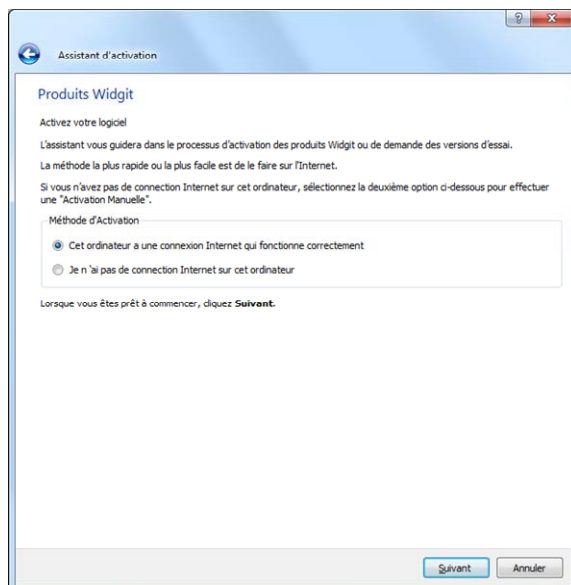 Assistant d'activation
Produits Widgit
Activez votre logiciel
L'assistant vous guidera dans le processus d'activation des produits Widgit ou de demande des versions d'essai.
La méthode la plus rapide ou la plus facile est de le faire sur l'Internet.
Si vous n'avez pas de connection Internet sur cet ordinateur, sélectionnez la deuxième option ci-dessous pour effectuer
une "Activation Manuelle".
Méthode d'Activation
Cet ordinateur a une connexion Internet qui fonctionne correctement
Je n 'ai pas de connection Internet sur cet ordinateur
Lorsque vous êtes prêt à commencer, cliquez Suivant.
Suivant Annuler